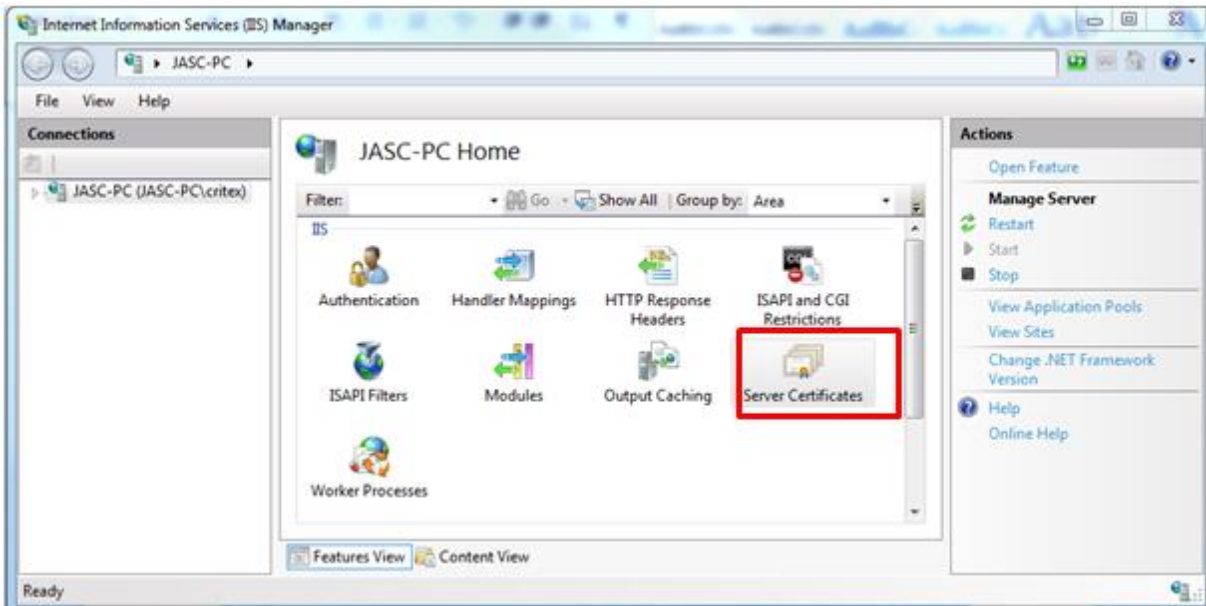 Internet Information Services (IIS) Manager
JASC-PC
File View Help
Connections
JASC-PC (JASC-PC\critex)
JASC-PC Home
Filter: Go Show All Group by: Area
IIS
Authentication
Handler Mappings
HTTP Response
Headers
ISAPI and CGI
Restrictions
ISAPI Filters
Modules
Output Caching
Server Certificates
Worker Processes
Features View Content View
Actions
Open Feature
Manage Server
Restart
Start
Stop
View Application Pools
View Sites
Change .NET Framework
Version
Help
Online Help
Ready